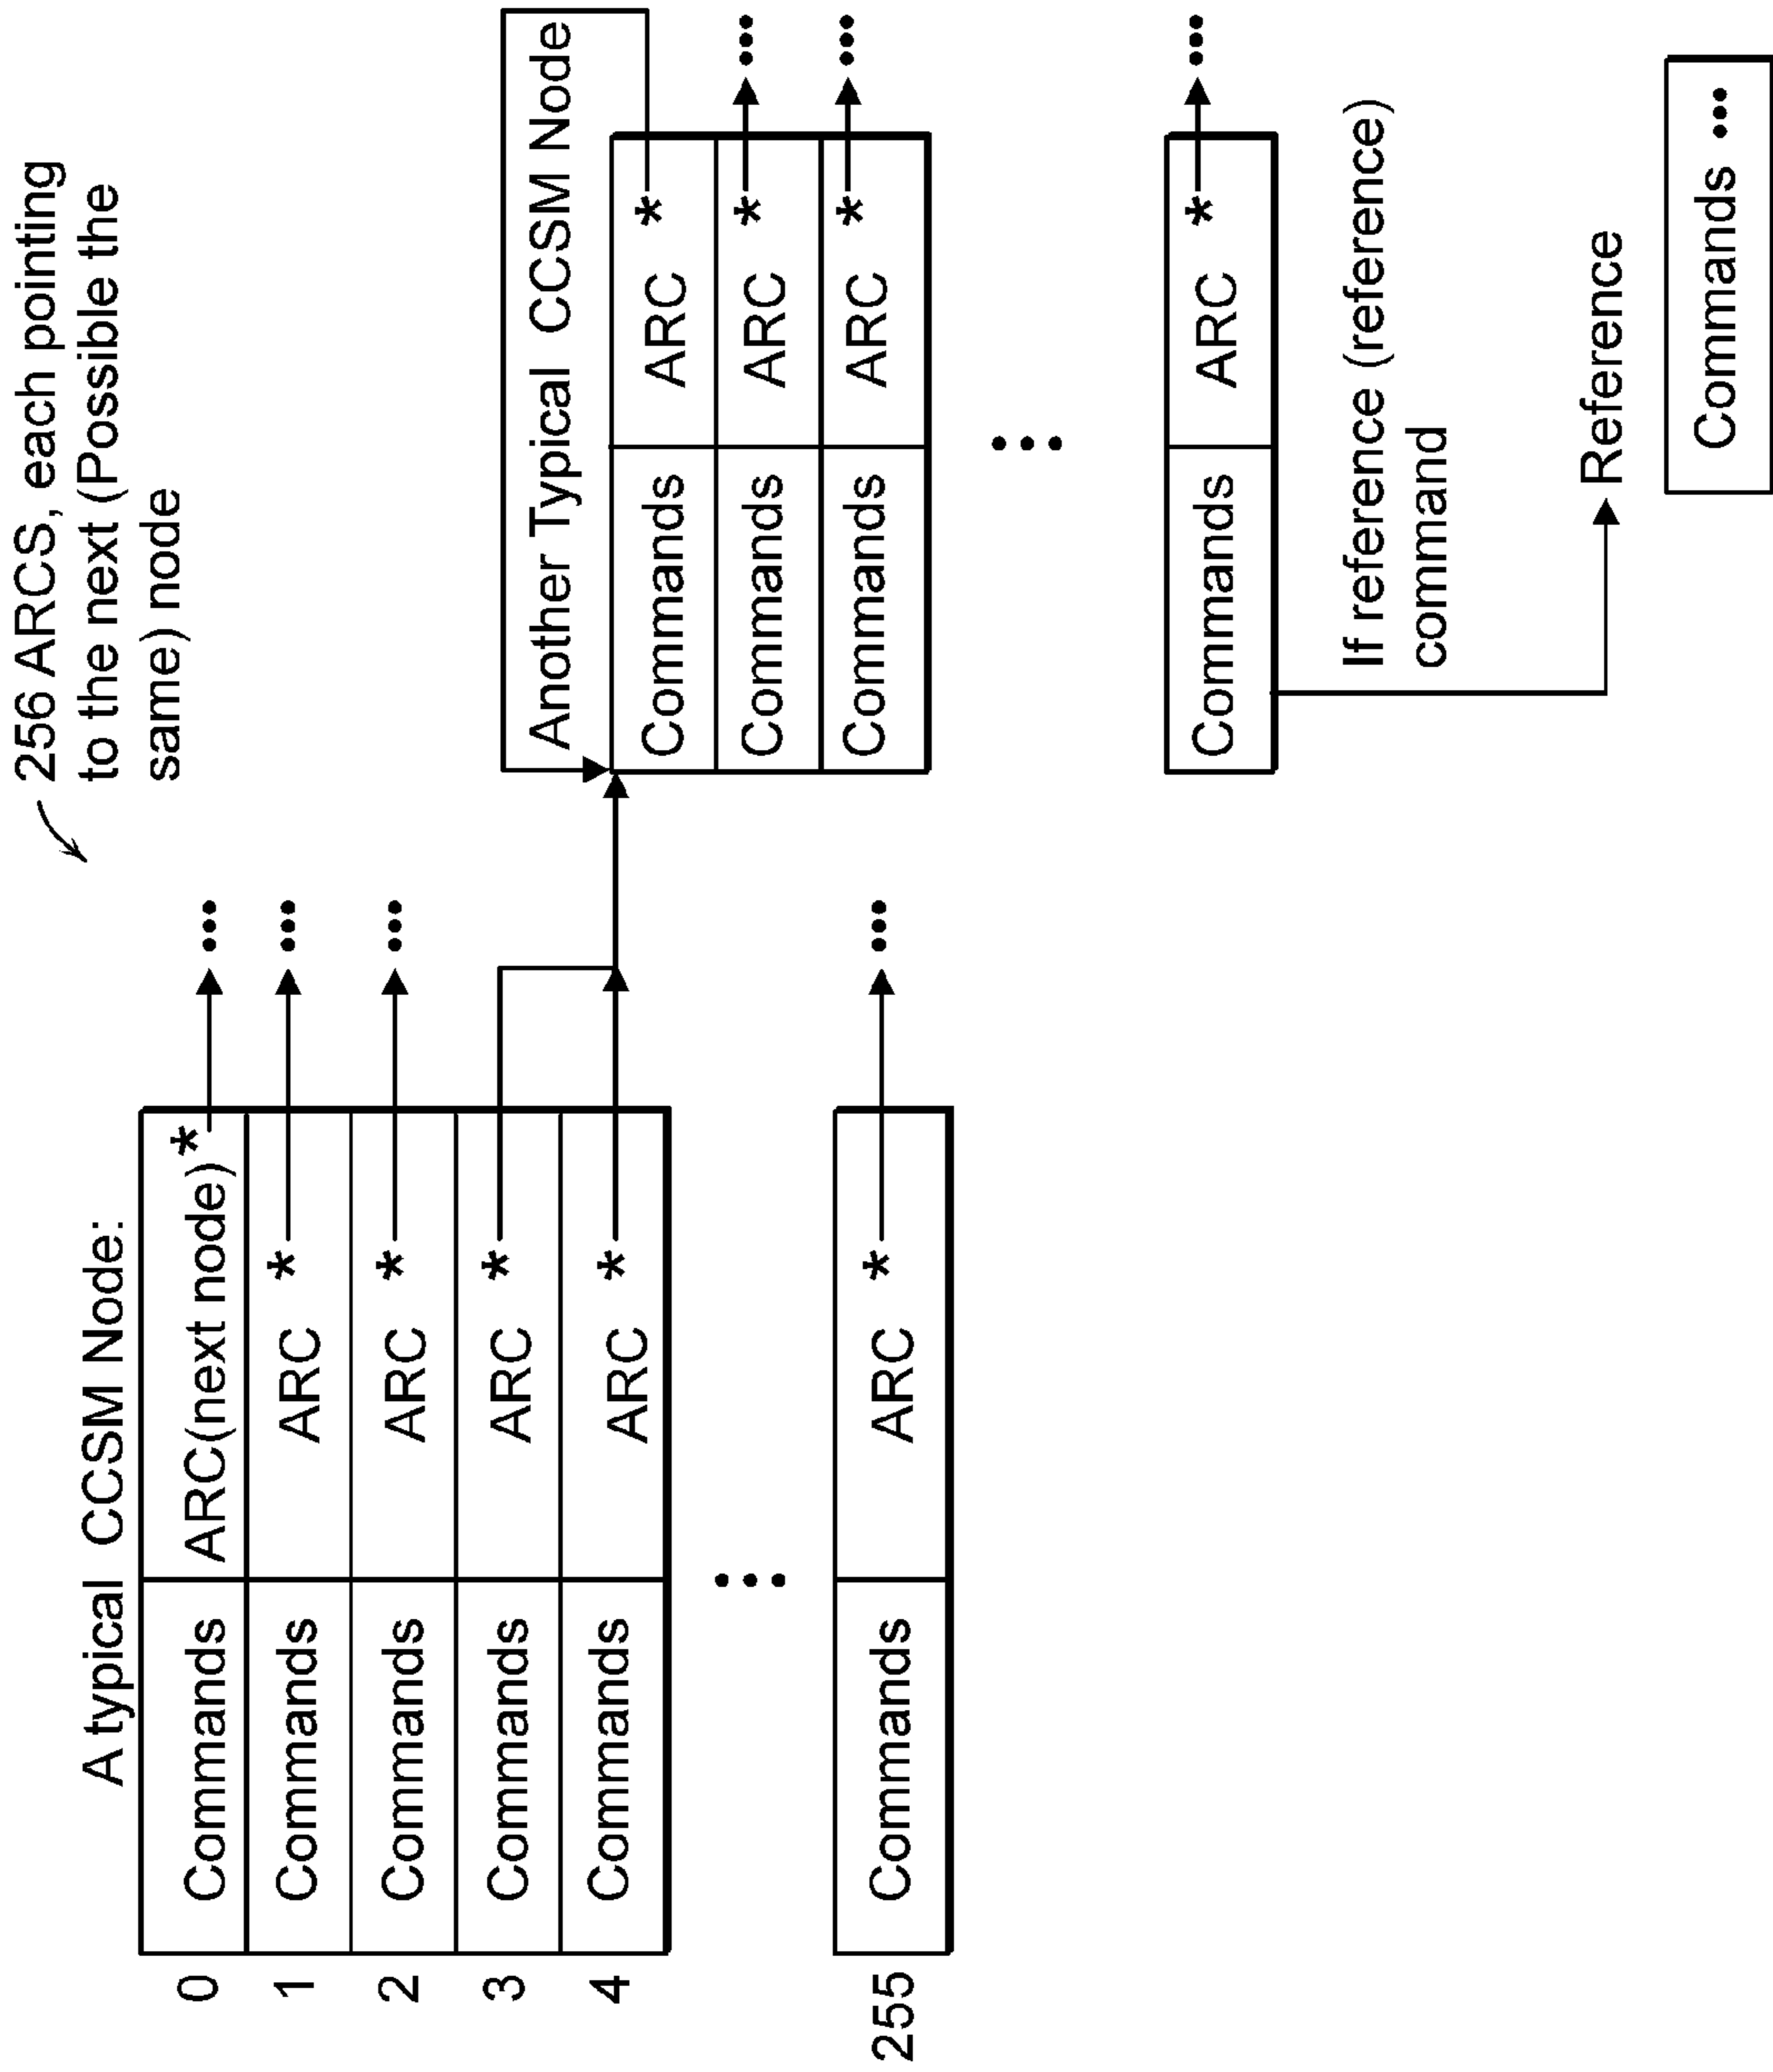 256 ARCS, each pointing
to the next (Possible the
same) node
A typical CCSM Node:
0 Commands ARC(next node)*
1 Commands ARC *
2 Commands ARC *
3 Commands ARC *
4 Commands ARC *
255 Commands ARC *
Another Typical CCSM Node
Commands ARC *
Commands ARC *
Commands ARC *
Commands ARC *
If reference (reference)
command
Reference
Commands •••